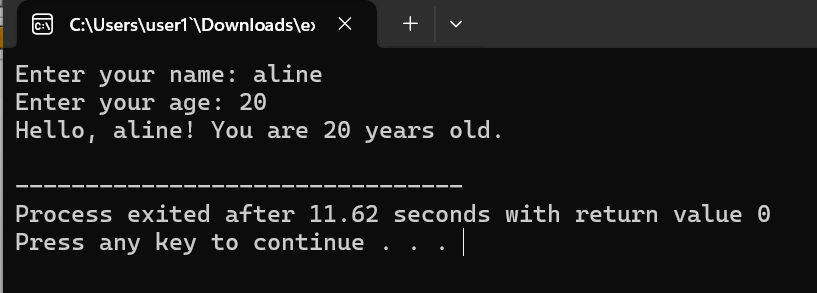 C:\Users\user1`\Downloads\ex
Enter your name: aline
Enter your age: 20
Hello, aline! You are 20 years old.
--------------------------------
Process exited after 11.62 seconds with return value 0
Press any key to continue . . .